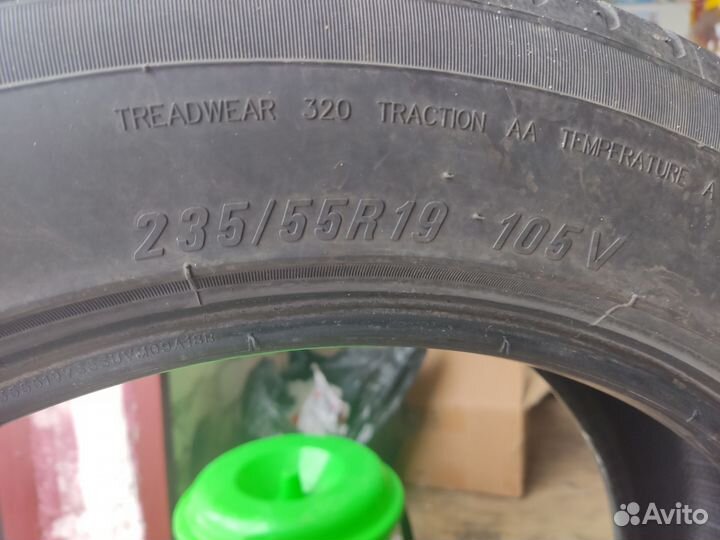 TREADWEAR 320 TRACTION AA TEMPERATURE A
235/55R19 105V
Avito